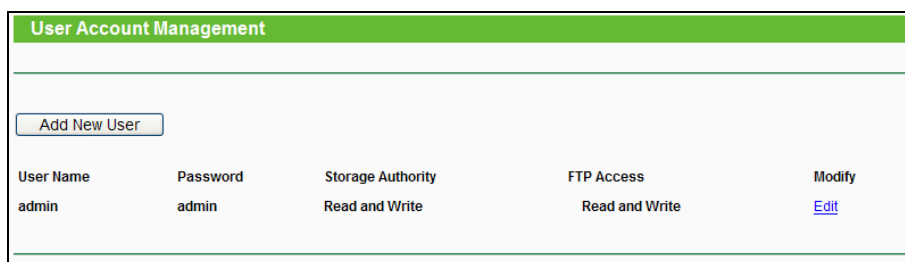 User Account Management
Add New User
User Name Password Storage Authority FTP Access Modify
admin admin Read and Write Read and Write Edit